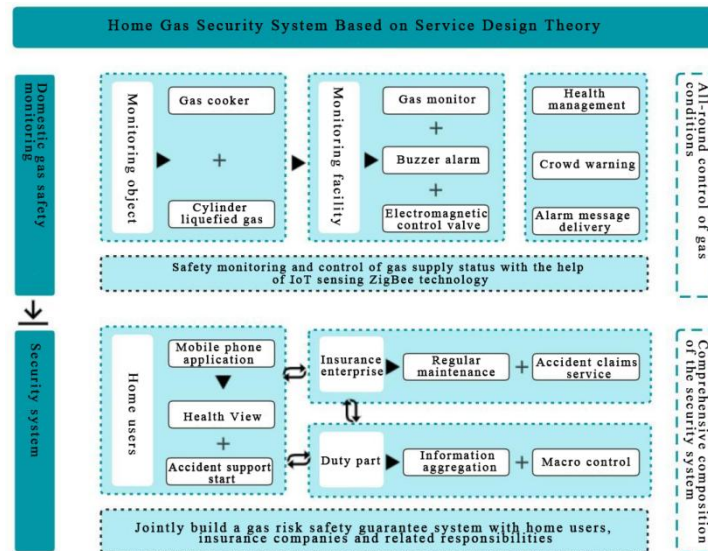 Home Gas Security System Based on Service Design Theory
Domestic gas safety
monitoring
Monitoring object
Gas cooker
+
Cylinder
liquefied gas
Monitoring facility
Gas monitor
+
Buzzer alarm
+
Electromagnetic
control valve
Health
management
Crowd warning
Alarm message
delivery
All-round control of gas
conditions
Safety monitoring and control of gas supply status with the help
of IoT sensing ZigBee technology
Security system
Home users
Mobile phone
application
Health View
+
Accident support
start
Insurance
enterprise
Regular
maintenance
+
Accident claims
service
Duty part
Information
aggregation
+
Macro control
Comprehensive composition
of the security system
Jointly build a gas risk safety guarantee system with home users,
insurance companies and related responsibilities